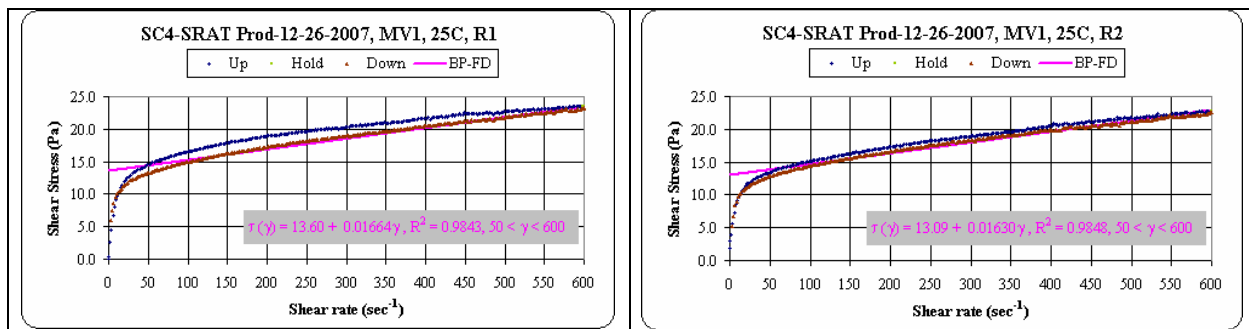 SC4-SRAT Prod-12-26-2007, MV1, 25C, R1
Up Hold Down BP-FD
Shear Stress (Pa)
25.0
20.0
15.0
10.0
5.0
0.0
τ(γ) = 13.60 + 0.01664γ, R² = 0.9843, 50 < γ < 600
0 50 100 150 200 250 300 350 400 450 500 550 600
Shear rate (sec⁻¹)
SC4-SRAT Prod-12-26-2007, MV1, 25C, R2
Up Hold Down BP-FD
Shear Stress (Pa)
25.0
20.0
15.0
10.0
5.0
0.0
τ(γ) = 13.09 + 0.01630γ, R² = 0.9848, 50 < γ < 600
0 50 100 150 200 250 300 350 400 450 500 550 600
Shear rate (sec⁻¹)